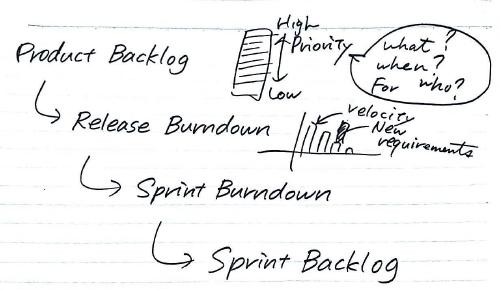 High
Product Backlog
Priority
what?
when?
For who?
Low
Release Burndown
velocity
New
requirements
Sprint Burndown
Sprint Backlog